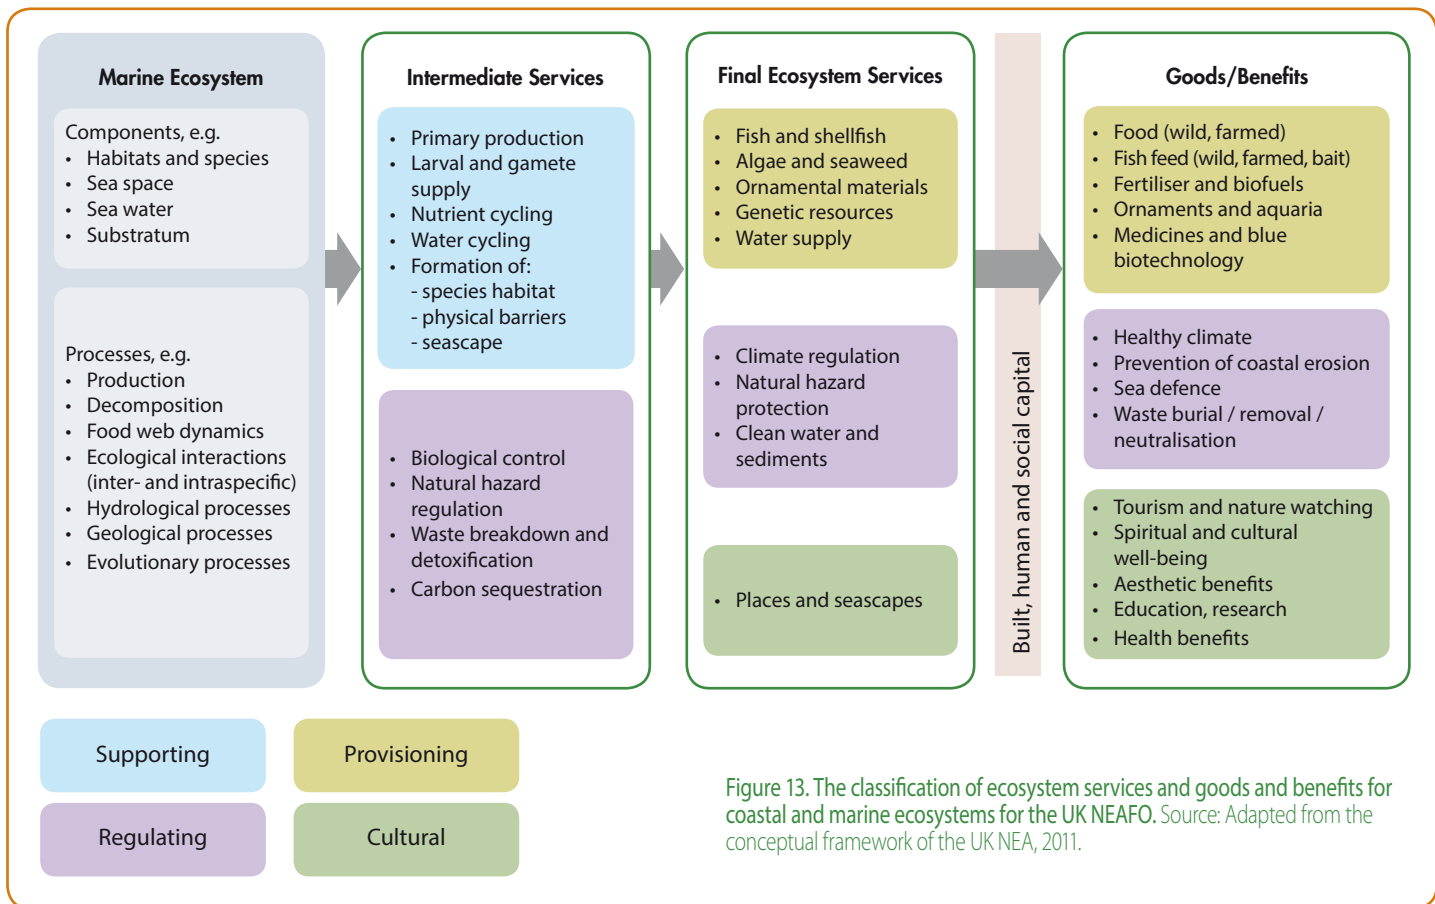 Marine Ecosystem
Components, e.g.
• Habitats and species
• Sea space
• Sea water
• Substratum
Processes, e.g.
• Production
• Decomposition
• Food web dynamics
• Ecological interactions
(inter- and intraspecific)
• Hydrological processes
• Geological processes
• Evolutionary processes
Intermediate Services
• Primary production
• Larval and gamete
supply
• Nutrient cycling
• Water cycling
• Formation of:
- species habitat
- physical barriers
- seascape
• Biological control
• Natural hazard
regulation
• Waste breakdown and
detoxification
• Carbon sequestration
Final Ecosystem Services
• Fish and shellfish
• Algae and seaweed
• Ornamental materials
• Genetic resources
• Water supply
• Climate regulation
• Natural hazard
protection
• Clean water and
sediments
• Places and seascapes
Built, human and social capital
Goods/Benefits
• Food (wild, farmed)
• Fish feed (wild, farmed, bait)
• Fertiliser and biofuels
• Ornaments and aquaria
• Medicines and blue
biotechnology
• Healthy climate
• Prevention of coastal erosion
• Sea defence
• Waste burial / removal /
neutralisation
• Tourism and nature watching
• Spiritual and cultural
well-being
• Aesthetic benefits
• Education, research
• Health benefits
Supporting
Provisioning
Regulating
Cultural
Figure 13. The classification of ecosystem services and goods and benefits for
coastal and marine ecosystems for the UK NEAFO. Source: Adapted from the
conceptual framework of the UK NEA, 2011.